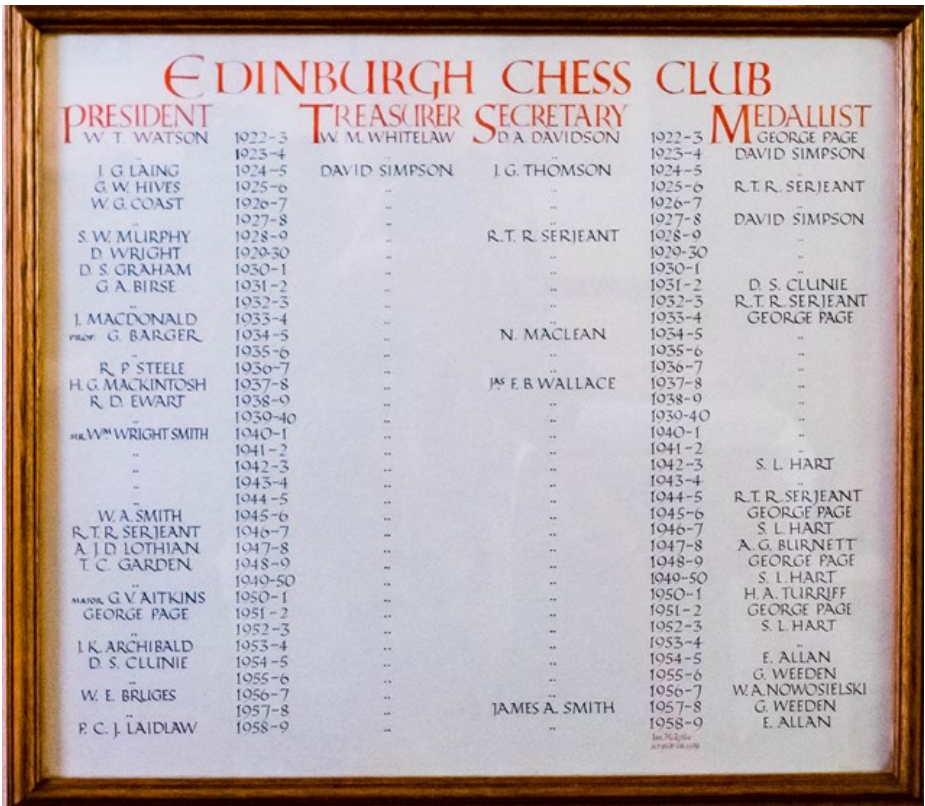 EDINBURGH CHESS CLUB
PRESIDENT TREASURER SECRETARY MEDALLIST
W. T. WATSON 1922-3 W. M. WHITELAW D. A. DAVIDSON 1922-3 GEORGE PAGE
.. 1923-4 .. .. 1923-4 DAVID SIMPSON
J. G. LAING 1924-5 DAVID SIMPSON J. G. THOMSON 1924-5 ..
G. W. HIVES 1925-6 .. .. 1925-6 R. T. R. SERJEANT
W. G. COAST 1926-7 .. .. 1926-7 ..
.. 1927-8 .. .. 1927-8 DAVID SIMPSON
S. W. MURPHY 1928-9 .. R. T. R. SERJEANT 1928-9 ..
D. WRIGHT 1929-30 .. .. 1929-30 ..
D. S. GRAHAM 1930-1 .. .. 1930-1 ..
G. A. BIRSE 1931-2 .. .. 1931-2 D. S. CLUNIE
.. 1932-3 .. .. 1932-3 R. T. R. SERJEANT
J. MACDONALD 1933-4 .. .. 1933-4 GEORGE PAGE
PROF. G. BARGER 1934-5 .. N. MACLEAN 1934-5 ..
.. 1935-6 .. .. 1935-6 ..
R. P. STEELE 1936-7 .. .. 1936-7 ..
H. G. MACKINTOSH 1937-8 .. JAS F. B. WALLACE 1937-8 ..
R. D. EWART 1938-9 .. .. 1938-9 ..
.. 1939-40 .. .. 1939-40 ..
MR. WM WRIGHT SMITH 1940-1 .. .. 1940-1 ..
.. 1941-2 .. .. 1941-2 ..
.. 1942-3 .. .. 1942-3 S. L. HART
.. 1943-4 .. .. 1943-4 ..
.. 1944-5 .. .. 1944-5 R. T. R. SERJEANT
W. A. SMITH 1945-6 .. .. 1945-6 GEORGE PAGE
R. T. R. SERJEANT 1946-7 .. .. 1946-7 S. L. HART
A. J. D. LOTHIAN 1947-8 .. .. 1947-8 A. G. BURNETT
T. C. GARDEN 1948-9 .. .. 1948-9 GEORGE PAGE
.. 1949-50 .. .. 1949-50 S. L. HART
MAJOR G. V. AITKINS 1950-1 .. .. 1950-1 H. A. TURRIFF
GEORGE PAGE 1951-2 .. .. 1951-2 GEORGE PAGE
.. 1952-3 .. .. 1952-3 S. L. HART
J. K. ARCHIBALD 1953-4 .. .. 1953-4 ..
D. S. CLUNIE 1954-5 .. .. 1954-5 E. ALLAN
.. 1955-6 .. .. 1955-6 G. WEEDEN
W. E. BRUGES 1956-7 .. .. 1956-7 W. A. NOWOSIELSKI
.. 1957-8 .. JAMES A. SMITH 1957-8 G. WEEDEN
P. C. J. LAIDLAW 1958-9 .. .. 1958-9 E. ALLAN